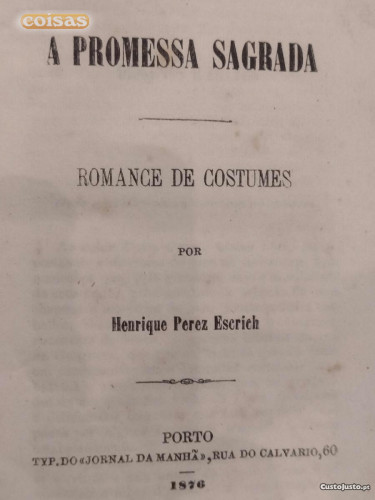 coisas
A PROMESSA SAGRADA
ROMANCE DE COSTUMES
POR
Henrique Perez Escrich
PORTO
TYP. DO «JORNAL DA MANHÃ», RUA DO CALVARIO, 60
1876
CustoJusto.pt